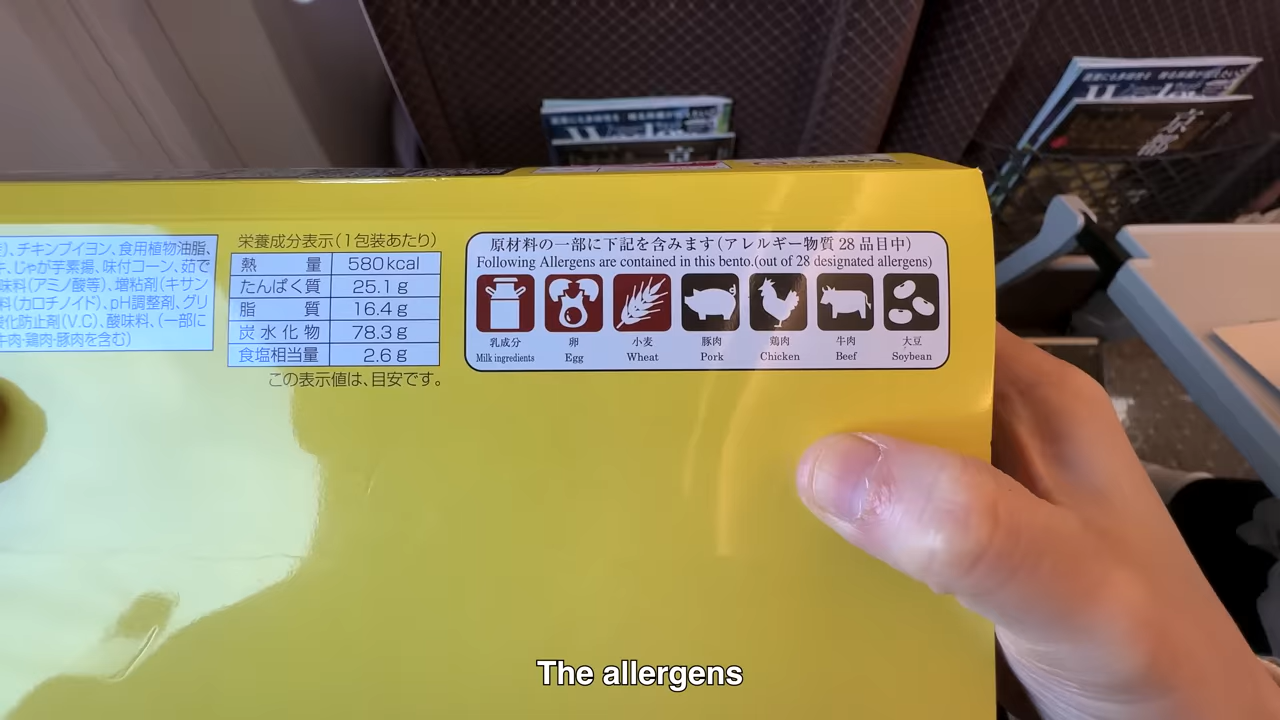 京都
、チキンブイヨン、食用植物油脂、
、じゃが芋素揚、味付コーン、茹で
味料(アミノ酸等)、増粘剤(キサン
料(カロチノイド)、pH調整剤、グリ
酸化防止剤(V.C)、酸味料、(一部に
牛肉・鶏肉・豚肉を含む)
栄養成分表示(1包装あたり)
熱量 580kcal
たんぱく質 25.1g
脂質 16.4g
炭水化物 78.3g
食塩相当量 2.6g
この表示値は、目安です。
原材料の一部に下記を含みます(アレルギー物質28品目中)
Following Allergens are contained in this bento.(out of 28 designated allergens)
乳成分 卵 小麦 豚肉 鶏肉 牛肉 大豆
Milk ingredients Egg Wheat Pork Chicken Beef Soybean
The allergens